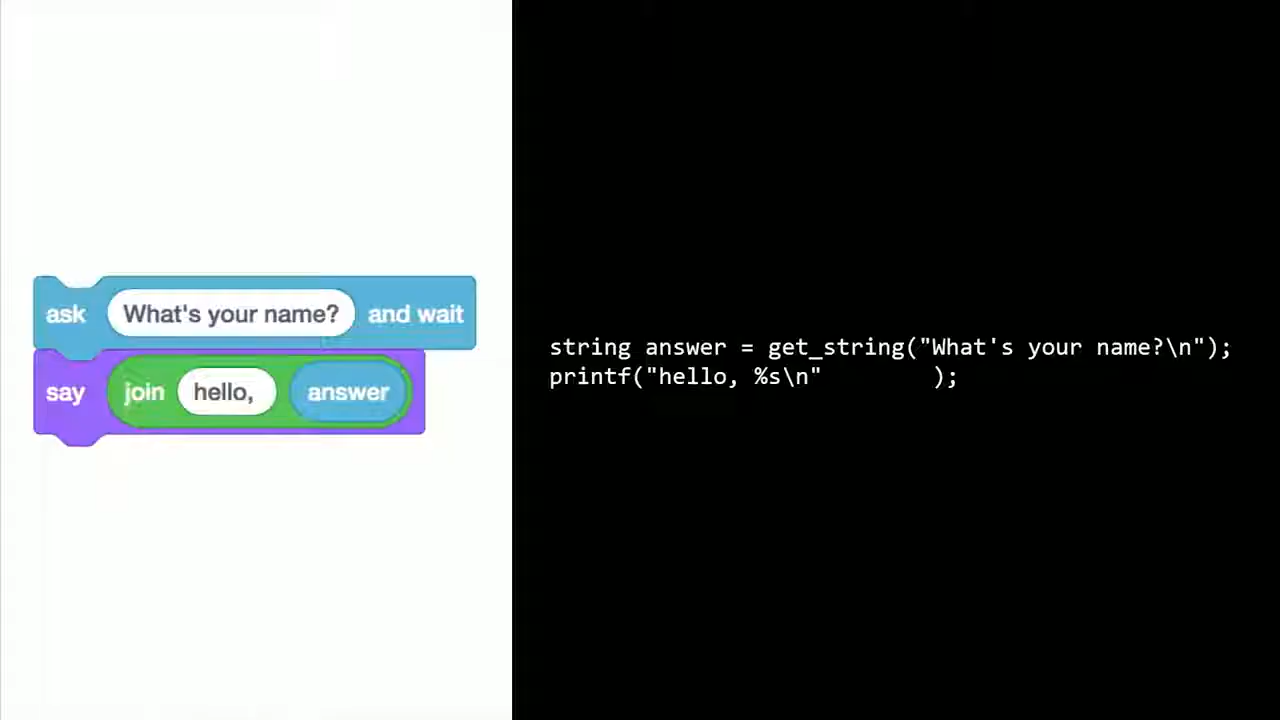 ask What's your name? and wait
say join hello, answer
string answer = get_string("What's your name?\n");
printf("hello, %s\n"        );